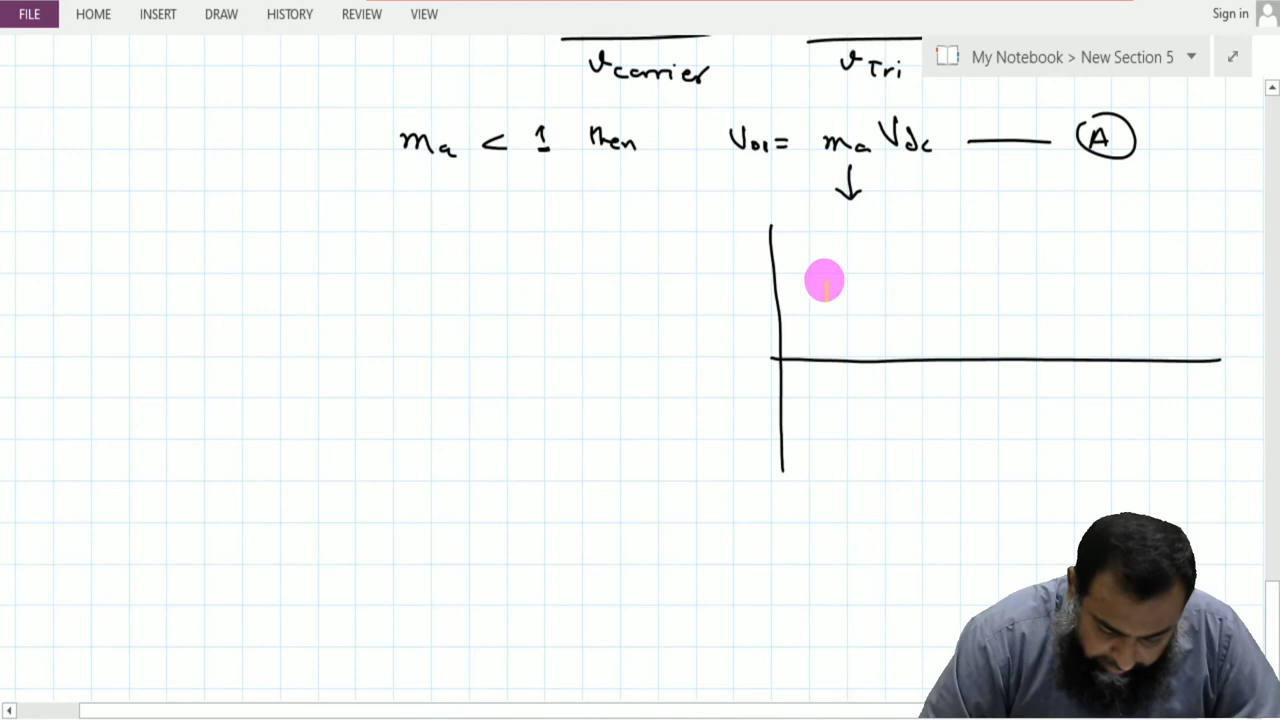 FILE HOME INSERT DRAW HISTORY REVIEW VIEW Sign in
My Notebook > New Section 5
vcarrier vTri
ma < 1 then Vo1 = ma Vdc —— A